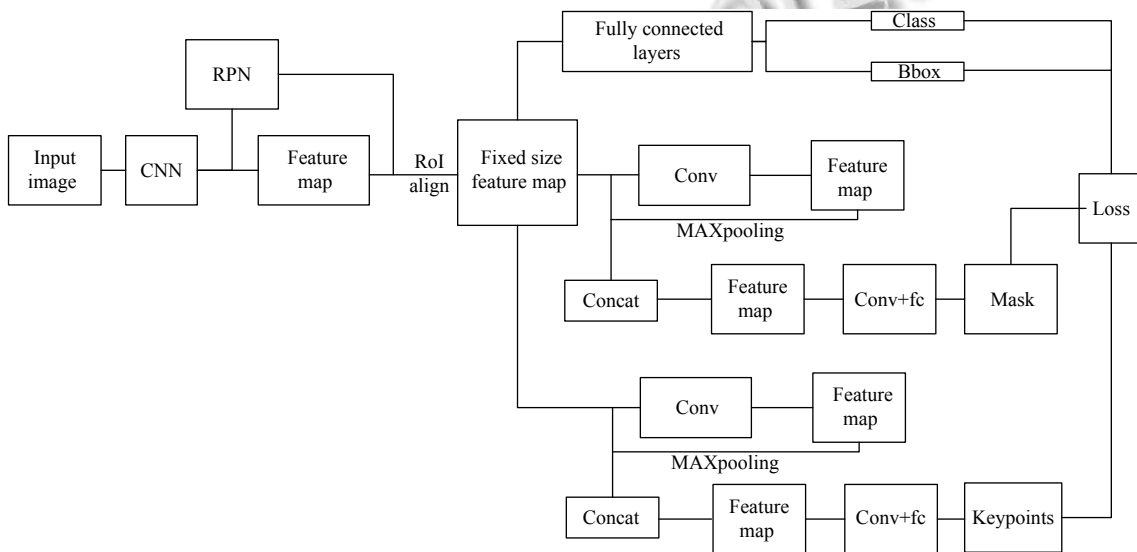 Class
Fully connected
layers
Bbox
RPN
Input
image
CNN
Feature
map
RoI
align
Fixed size
feature map
Conv
Feature
map
MAXpooling
Loss
Concat
Feature
map
Conv+fc
Mask
Conv
Feature
map
MAXpooling
Concat
Feature
map
Conv+fc
Keypoints